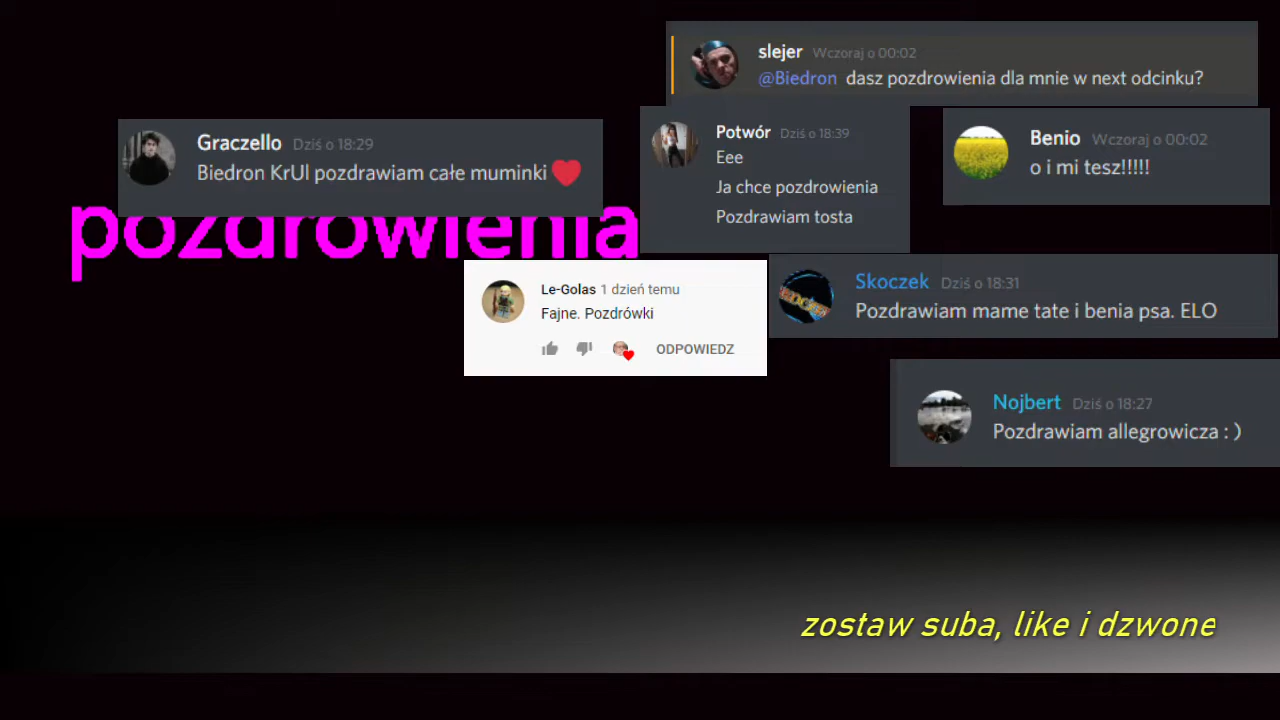 slejer Wczoraj o 00:02
@Biedron dasz pozdrowienia dla mnie w next odcinku?
Graczello Dziś o 18:29
Biedron KrUl pozdrawiam całe muminki
Potwór Dziś o 18:39
Eee
Ja chce pozdrowienia
Pozdrawiam tosta
Benio Wczoraj o 00:02
o i mi tesz!!!!!
pozdrowienia
Le-Golas 1 dzień temu
Fajne. Pozdrówki
ODPOWIEDZ
Skoczek Dziś o 18:31
Pozdrawiam mame tate i benia psa. ELO
Nojbert Dziś o 18:27
Pozdrawiam allegrowicza : )
zostaw suba, like i dzwone